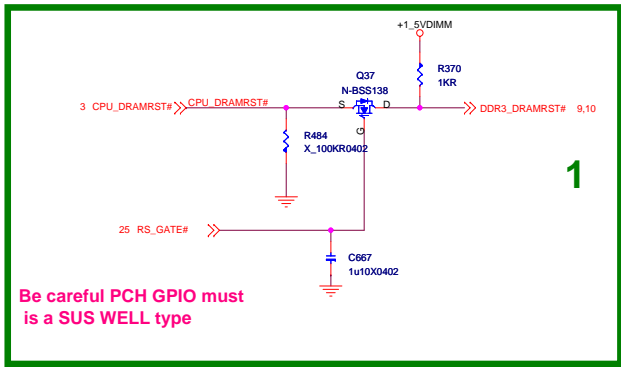 +1_5VDIMM
Q37
N-BSS138
R370
1KR
3 CPU_DRAMRST#
CPU_DRAMRST#
S
D
DDR3_DRAMRST# 9,10
G
R484
X_100KR0402
1
25 RS_GATE#
C667
1u10X0402
Be careful PCH GPIO must
is a SUS WELL type